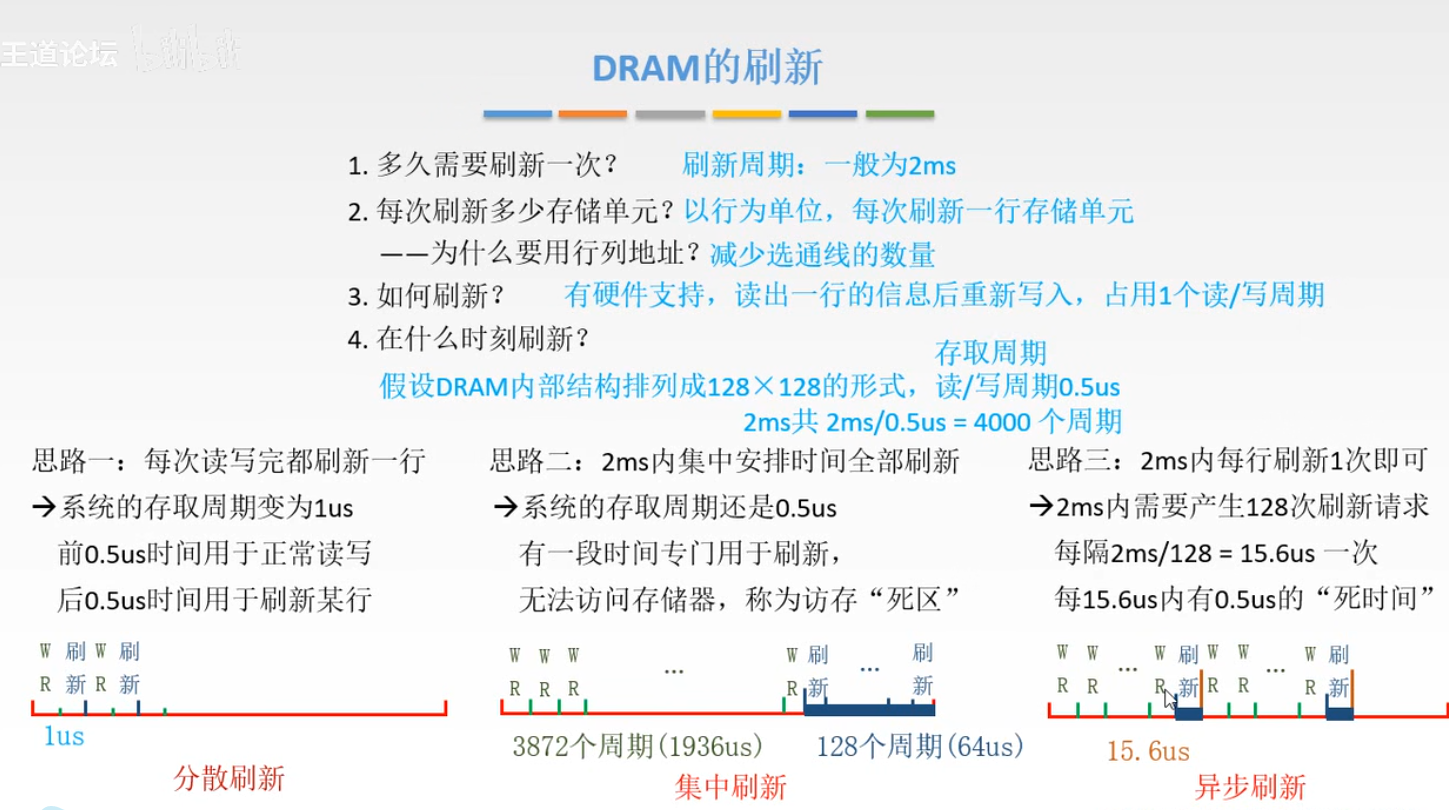 王道论坛 bilibili
DRAM的刷新
1. 多久需要刷新一次？ 刷新周期：一般为2ms
2. 每次刷新多少存储单元？以行为单位，每次刷新一行存储单元
——为什么要用行列地址？减少选通线的数量
3. 如何刷新？ 有硬件支持，读出一行的信息后重新写入，占用1个读/写周期
4. 在什么时刻刷新？
存取周期
假设DRAM内部结构排列成128×128的形式，读/写周期0.5us
2ms共 2ms/0.5us = 4000 个周期
思路一：每次读写完都刷新一行
→系统的存取周期变为1us
前0.5us时间用于正常读写
后0.5us时间用于刷新某行
W 刷 W 刷
R 新 R 新
1us
分散刷新
思路二：2ms内集中安排时间全部刷新
→系统的存取周期还是0.5us
有一段时间专门用于刷新，
无法访问存储器，称为访存“死区”
W W W ... W 刷 ... 刷
R R R R 新 新
3872个周期(1936us) 128个周期(64us)
集中刷新
思路三：2ms内每行刷新1次即可
→2ms内需要产生128次刷新请求
每隔2ms/128 = 15.6us 一次
每15.6us内有0.5us的“死时间”
W W ... W 刷 W W ... W 刷
R R R 新 R R R 新
15.6us
异步刷新